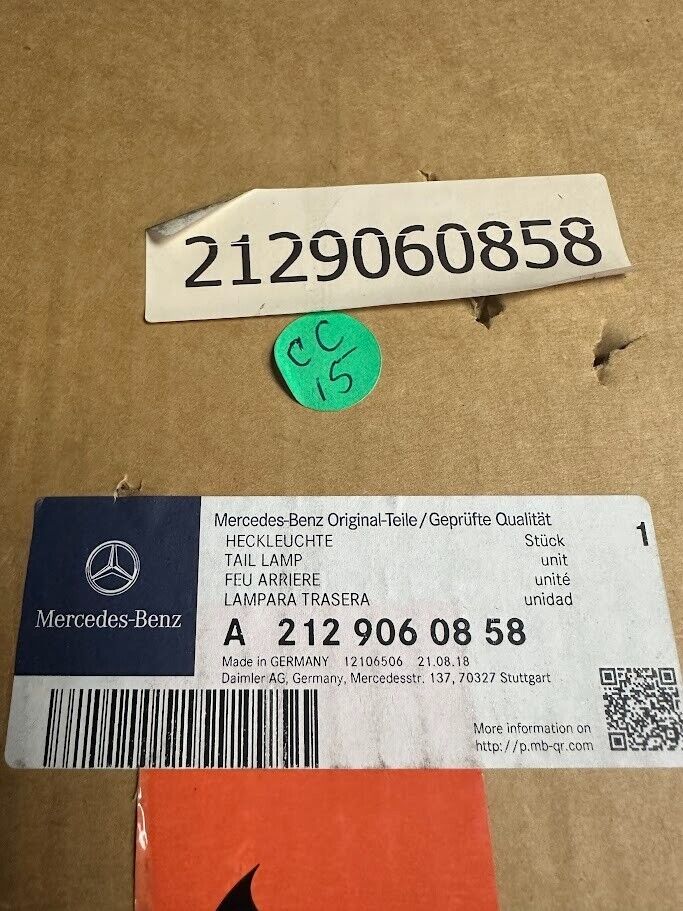 2129060858
CC
15
Mercedes-Benz Original-Teile/Geprüfte Qualität
HECKLEUCHTE Stück 1
TAIL LAMP unit
FEU ARRIERE unité
LAMPARA TRASERA unidad
Mercedes-Benz
A 212 906 08 58
Made in GERMANY 12106506 21.08.18
Daimler AG, Germany, Mercedesstr. 137, 70327 Stuttgart
More information on
http://p.mb-qr.com